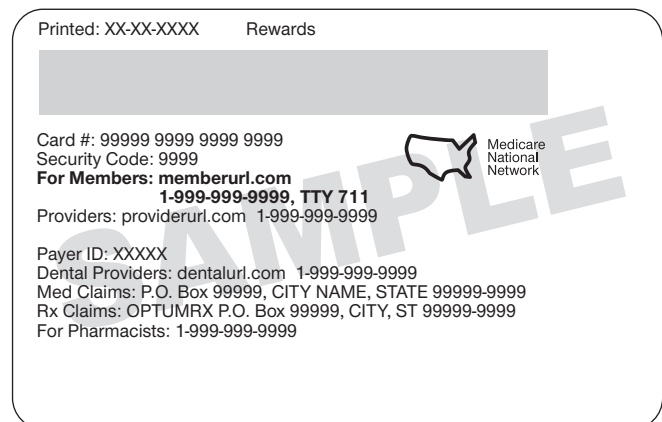 Printed: XX-XX-XXXX Rewards
Card #: 99999 9999 9999 9999
Security Code: 9999
Medicare
National
Network
For Members: memberurl.com
1-999-999-9999, TTY 711
Providers: providerurl.com 1-999-999-9999
Payer ID: XXXXX
Dental Providers: dentalurl.com 1-999-999-9999
Med Claims: P.O. Box 99999, CITY NAME, STATE 99999-9999
Rx Claims: OPTUMRX P.O. Box 99999, CITY, ST 99999-9999
For Pharmacists: 1-999-999-9999
SAMPLE